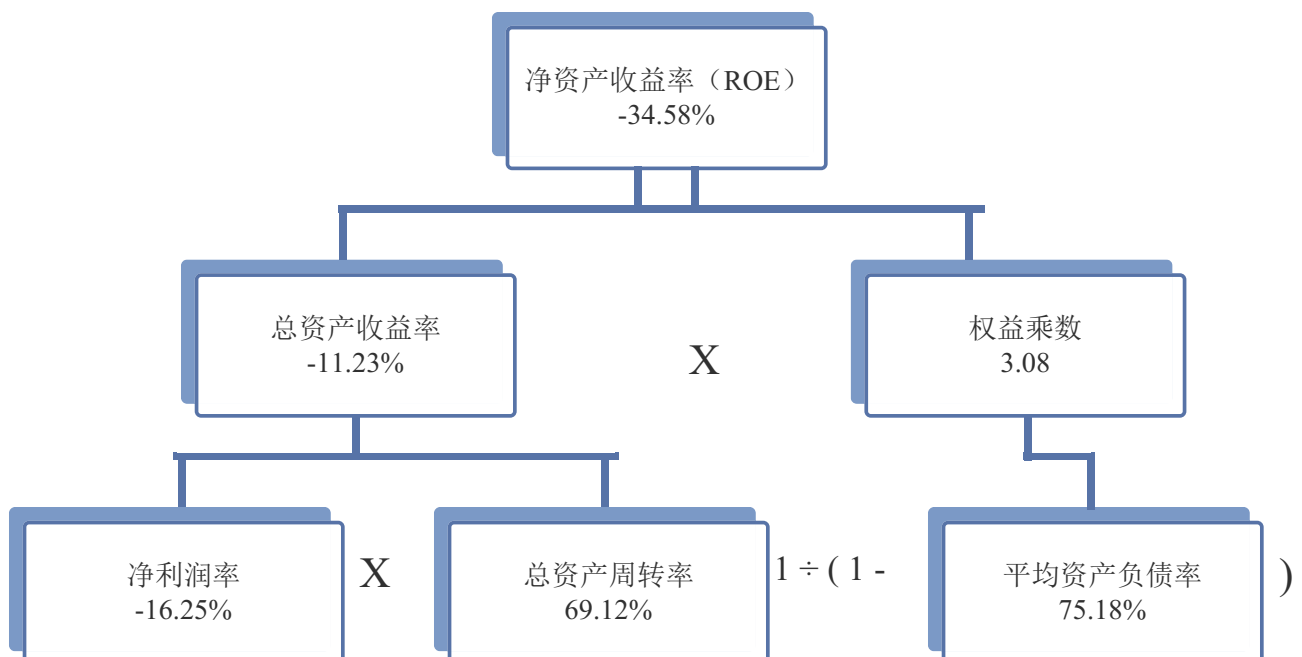 净资产收益率（ROE）
-34.58%
总资产收益率
-11.23%
X
权益乘数
3.08
净利润率
-16.25%
X
总资产周转率
69.12%
1 ÷ ( 1 -
平均资产负债率
75.18%
)